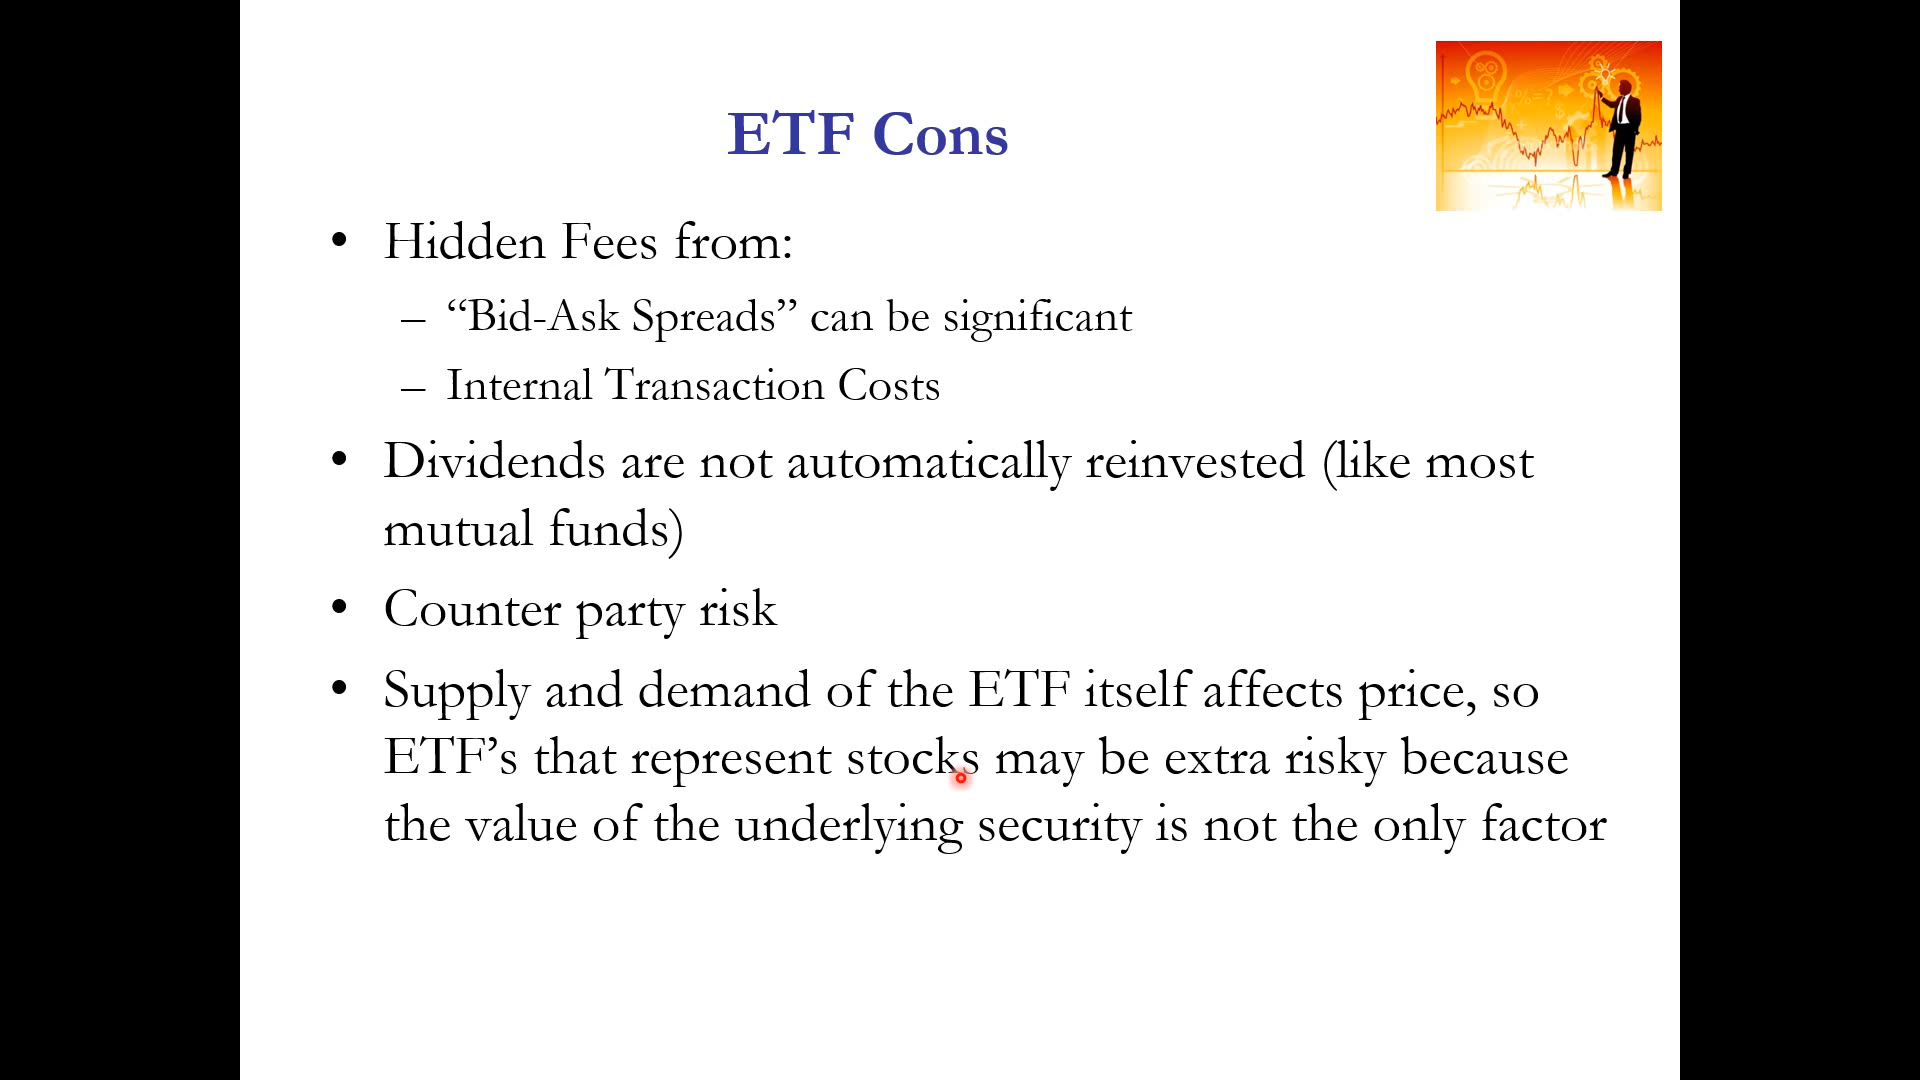 ETF Cons
• Hidden Fees from:
– “Bid-Ask Spreads” can be significant
– Internal Transaction Costs
• Dividends are not automatically reinvested (like most
mutual funds)
• Counter party risk
• Supply and demand of the ETF itself affects price, so
ETF’s that represent stocks may be extra risky because
the value of the underlying security is not the only factor